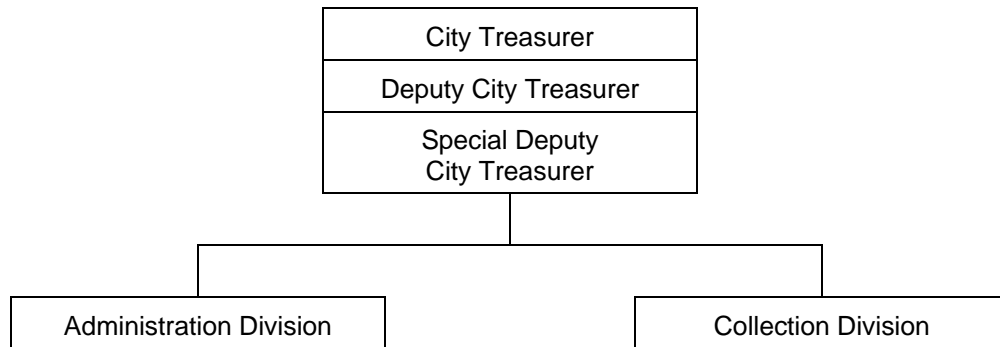 City Treasurer
Deputy City Treasurer
Special Deputy
City Treasurer
Administration Division
Collection Division